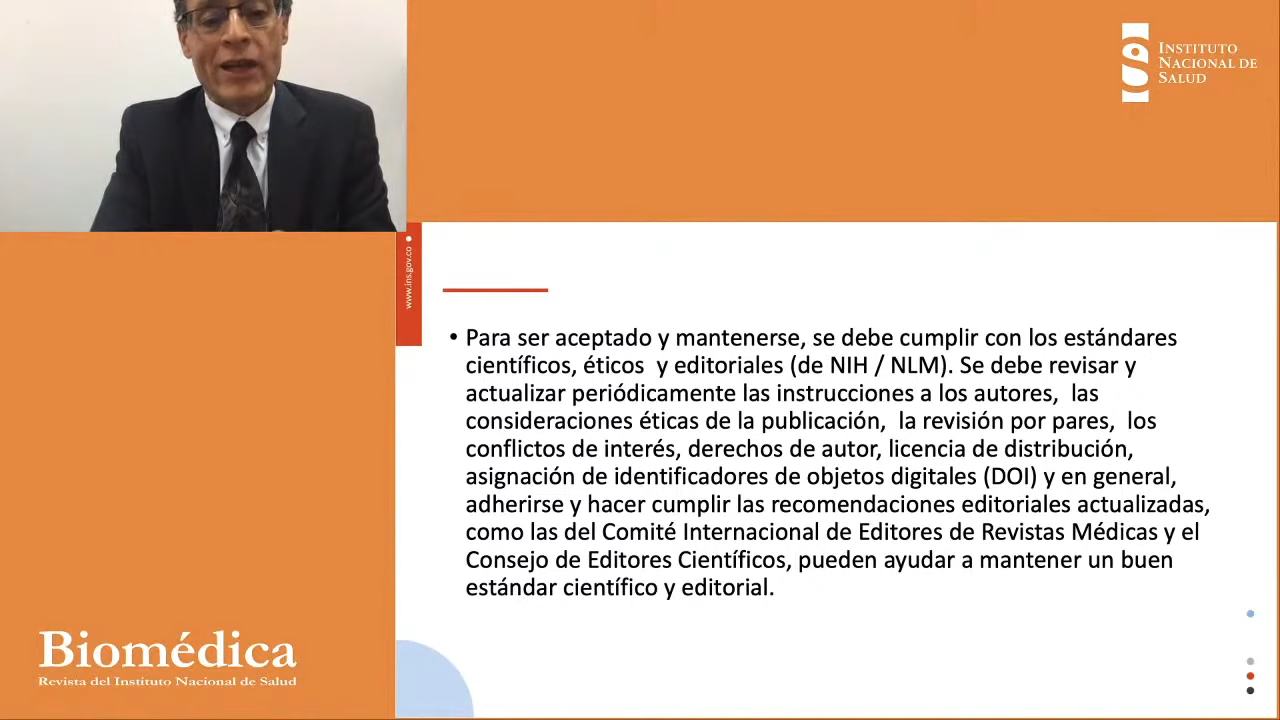 INSTITUTO
NACIONAL DE
SALUD
www.ins.gov.co
• Para ser aceptado y mantenerse, se debe cumplir con los estándares
científicos, éticos  y editoriales (de NIH / NLM). Se debe revisar y
actualizar periódicamente las instrucciones a los autores,  las
consideraciones éticas de la publicación,  la revisión por pares,  los
conflictos de interés, derechos de autor, licencia de distribución,
asignación de identificadores de objetos digitales (DOI) y en general,
adherirse y hacer cumplir las recomendaciones editoriales actualizadas,
como las del Comité Internacional de Editores de Revistas Médicas y el
Consejo de Editores Científicos, pueden ayudar a mantener un buen
estándar científico y editorial.
Biomédica
Revista del Instituto Nacional de Salud